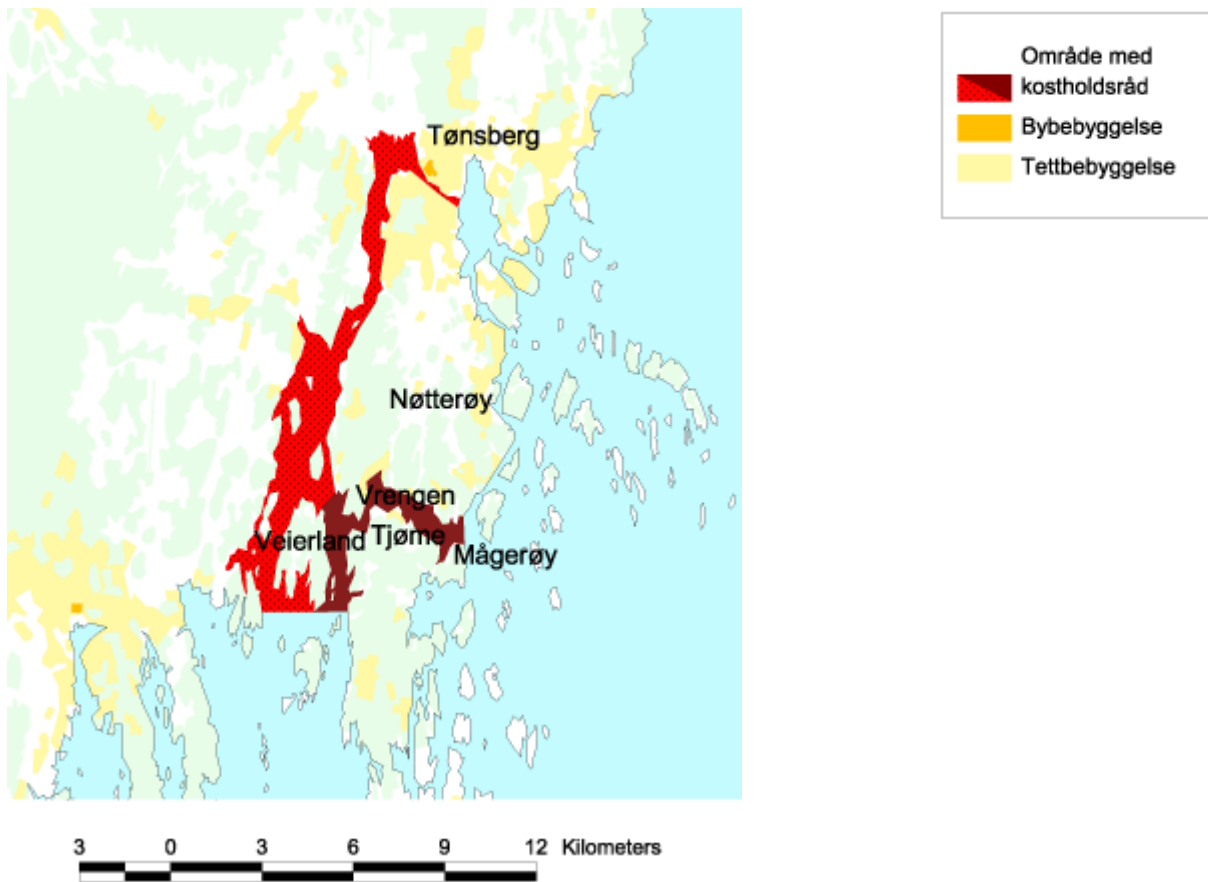 Tønsberg
Nøtterøy
Vrengen
Veierland
Tjøme
Mågerøy
Område med
kostholdsråd
Bybebyggelse
Tettbebyggelse
3 0 3 6 9 12 Kilometers